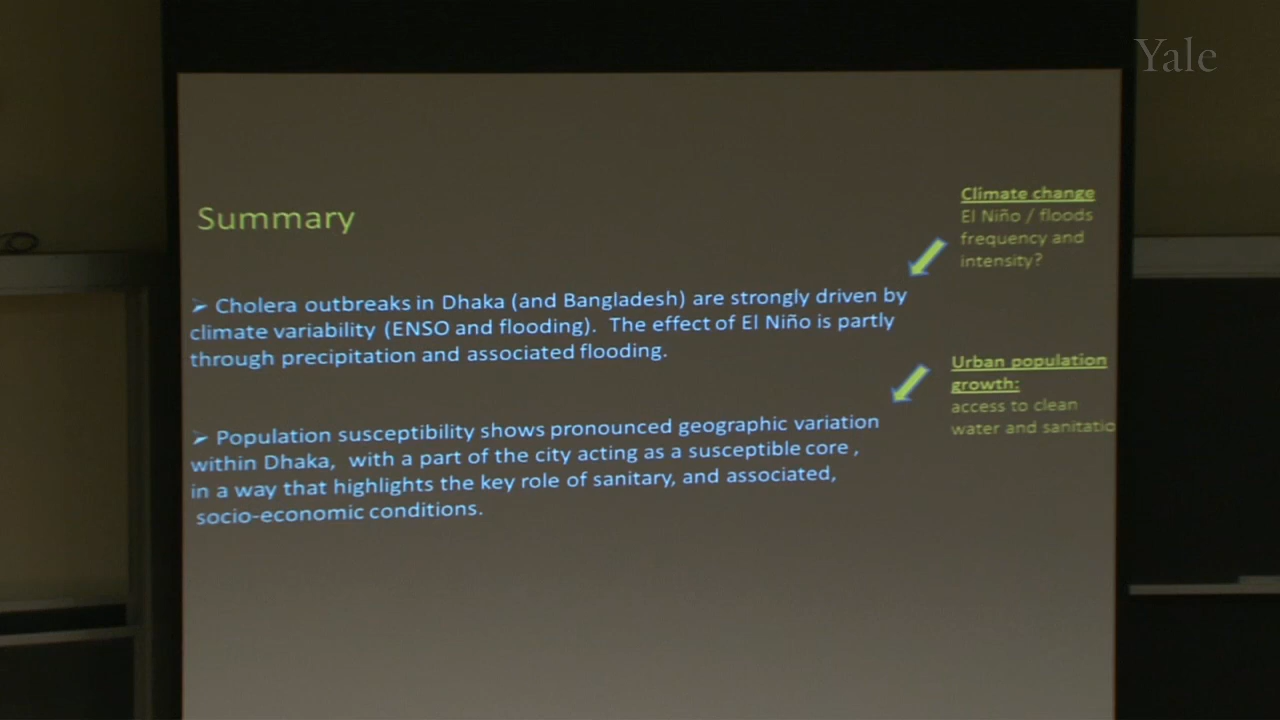 Yale
Summary
Climate change
El Niño / floods
frequency and
intensity?
➢ Cholera outbreaks in Dhaka (and Bangladesh) are strongly driven by
climate variability (ENSO and flooding). The effect of El Niño is partly
through precipitation and associated flooding.
Urban population
growth:
access to clean
water and sanitatio
➢ Population susceptibility shows pronounced geographic variation
within Dhaka, with a part of the city acting as a susceptible core ,
in a way that highlights the key role of sanitary, and associated,
socio-economic conditions.